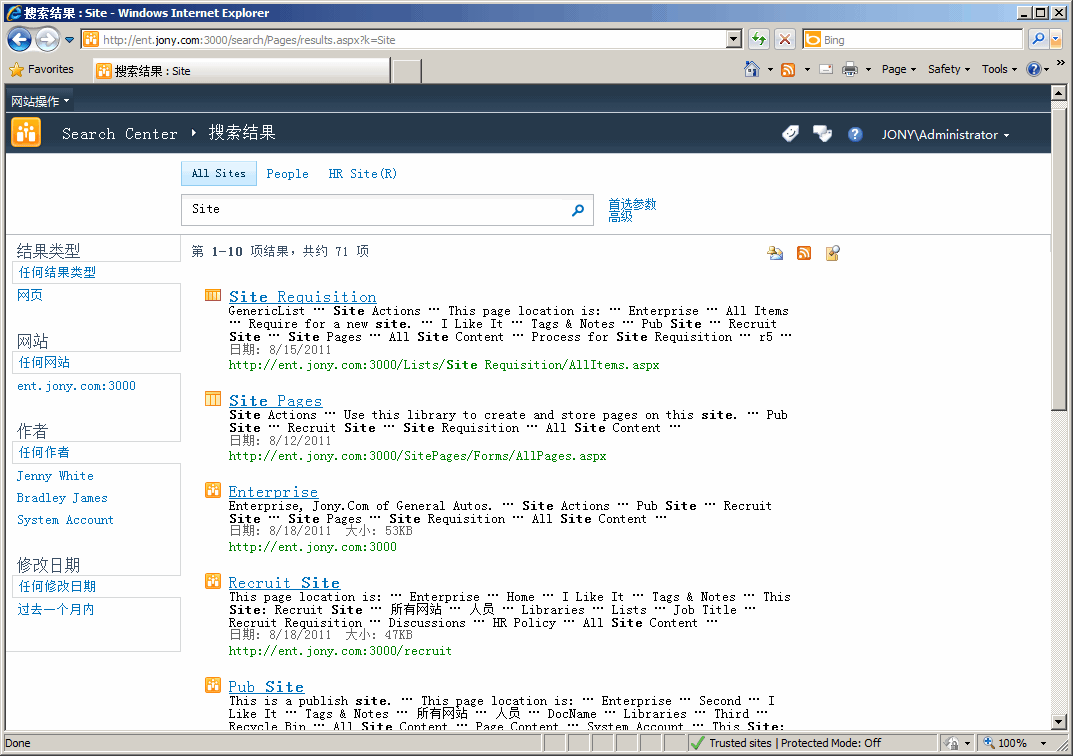 搜索结果 : Site - Windows Internet Explorer
http://ent.jony.com:3000/search/Pages/results.aspx?k=Site
Bing
Favorites
搜索结果 : Site
Page
Safety
Tools
»
网站操作
Search Center ▸ 搜索结果
JONY\Administrator
All Sites People HR Site(R)
Site
首选参数
高级
结果类型
任何结果类型
网页
网站
任何网站
ent.jony.com:3000
作者
任何作者
Jenny White
Bradley James
System Account
修改日期
任何修改日期
过去一个月内
第 1-10 项结果，共约 71 项
Site Requisition
GenericList ··· Site Actions ··· This page location is: ··· Enterprise ··· All Items
··· Require for a new site. ··· I Like It ··· Tags & Notes ··· Pub Site ··· Recruit
Site ··· Site Pages ··· All Site Content ··· Process for Site Requisition ··· r5 ···
日期: 8/15/2011
http://ent.jony.com:3000/Lists/Site Requisition/AllItems.aspx
Site Pages
Site Actions ··· Use this library to create and store pages on this site. ··· Pub
Site ··· Recruit Site ··· Site Requisition ··· All Site Content ···
日期: 8/12/2011
http://ent.jony.com:3000/SitePages/Forms/AllPages.aspx
Enterprise
Enterprise, Jony.Com of General Autos. ··· Site Actions ··· Pub Site ··· Recruit
Site ··· Site Pages ··· Site Requisition ··· All Site Content ···
日期: 8/18/2011 大小: 53KB
http://ent.jony.com:3000
Recruit Site
This page location is: ··· Enterprise ··· Home ··· I Like It ··· Tags & Notes ··· This
Site: Recruit Site ··· 所有网站 ··· 人员 ··· Libraries ··· Lists ··· Job Title ···
Recruit Requisition ··· Discussions ··· HR Policy ··· All Site Content ···
日期: 8/18/2011 大小: 47KB
http://ent.jony.com:3000/recruit
Pub Site
This is a publish site. ··· This page location is: ··· Enterprise ··· Second ··· I
Like It ··· Tags & Notes ··· 所有网站 ··· 人员 ··· DocName ··· Libraries ··· Third ···
Recycle Bin ··· All Site Content ··· Page Content ··· System Account ··· This Site:
Done
Trusted sites | Protected Mode: Off
100%